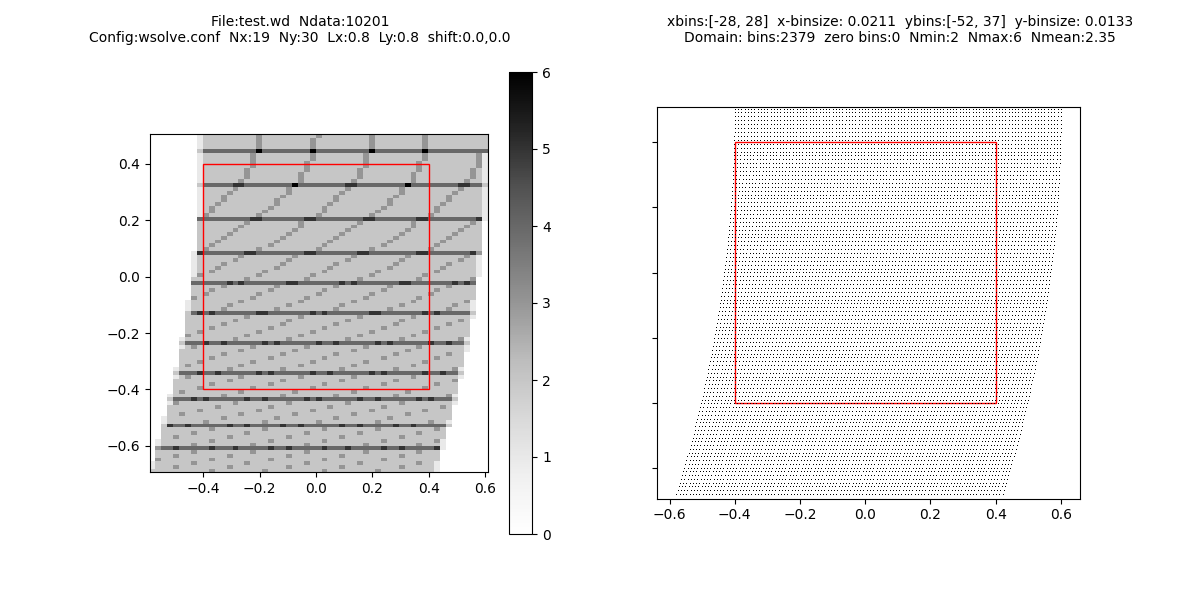 File:test.wd  Ndata:10201
Config:wsolve.conf  Nx:19  Ny:30  Lx:0.8  Ly:0.8  shift:0.0,0.0
xbins:[-28, 28]  x-binsize: 0.0211  ybins:[-52, 37]  y-binsize: 0.0133
Domain: bins:2379  zero bins:0  Nmin:2  Nmax:6  Nmean:2.35
0.4
0.2
0.0
−0.2
−0.4
−0.6
−0.4 −0.2 0.0 0.2 0.4 0.6
6
5
4
3
2
1
0
−0.6 −0.4 −0.2 0.0 0.2 0.4 0.6